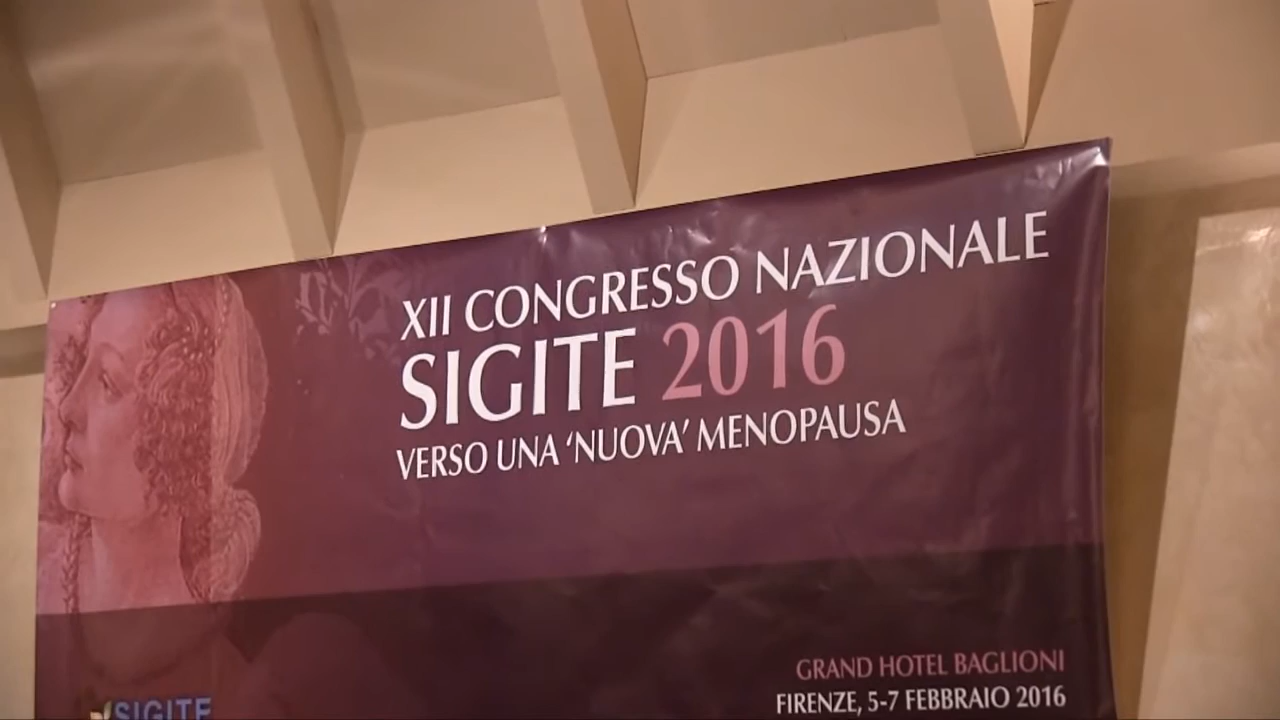 XII CONGRESSO NAZIONALE
SIGITE 2016
VERSO UNA ‘NUOVA’ MENOPAUSA
GRAND HOTEL BAGLIONI
FIRENZE, 5-7 FEBBRAIO 2016
SIGITE